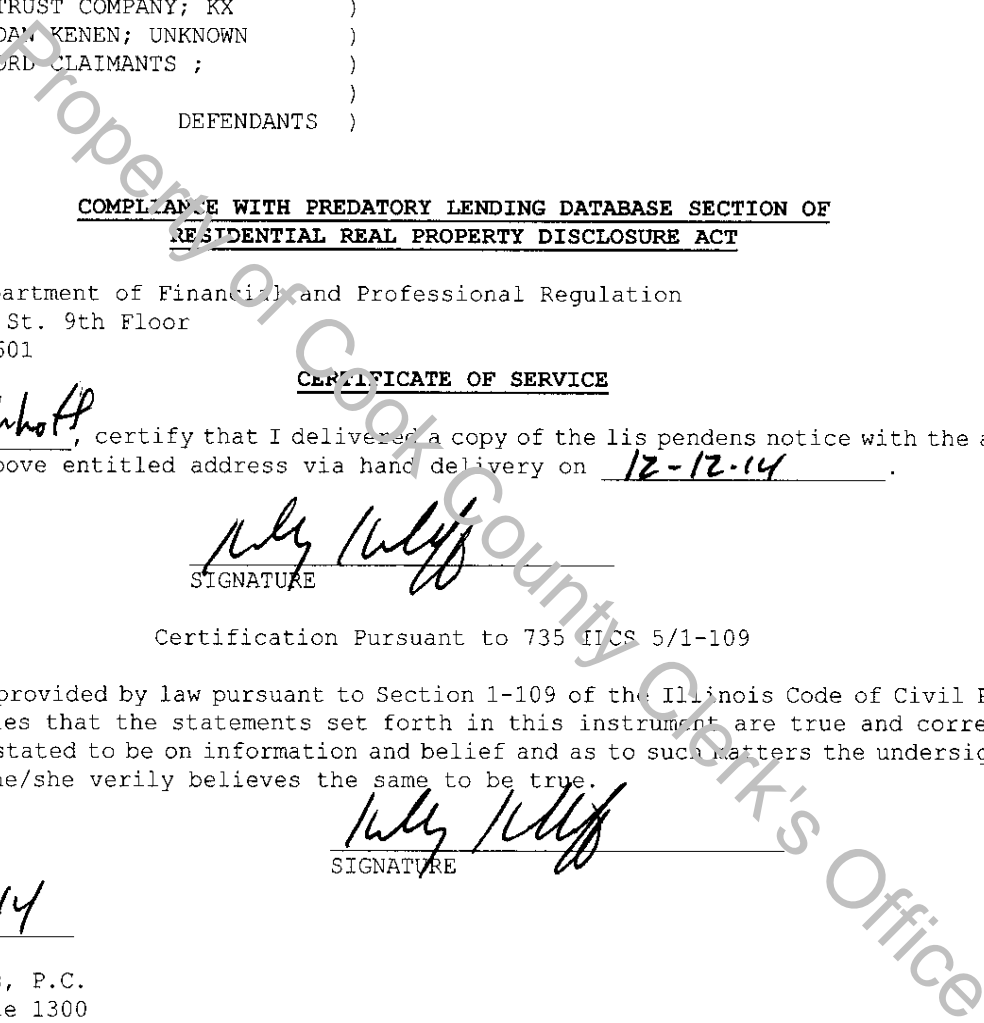 TRUST COMPANY; KX )
DAN KENEN; UNKNOWN )
ORD CLAIMANTS ; )
)
DEFENDANTS )
COMPLIANCE WITH PREDATORY LENDING DATABASE SECTION OF
RESIDENTIAL REAL PROPERTY DISCLOSURE ACT
artment of Financial and Professional Regulation
St. 9th Floor
601
CERTIFICATE OF SERVICE
, certify that I delivered a copy of the lis pendens notice with the a
bove entitled address via hand delivery on 12-12-14 .
SIGNATURE
Certification Pursuant to 735 ILCS 5/1-109
provided by law pursuant to Section 1-109 of the Illinois Code of Civil P
ies that the statements set forth in this instrument are true and corre
stated to be on information and belief and as to such matters the undersig
he/she verily believes the same to be true.
SIGNATURE
14
, P.C.
e 1300
Property of Cook County Clerk's Office